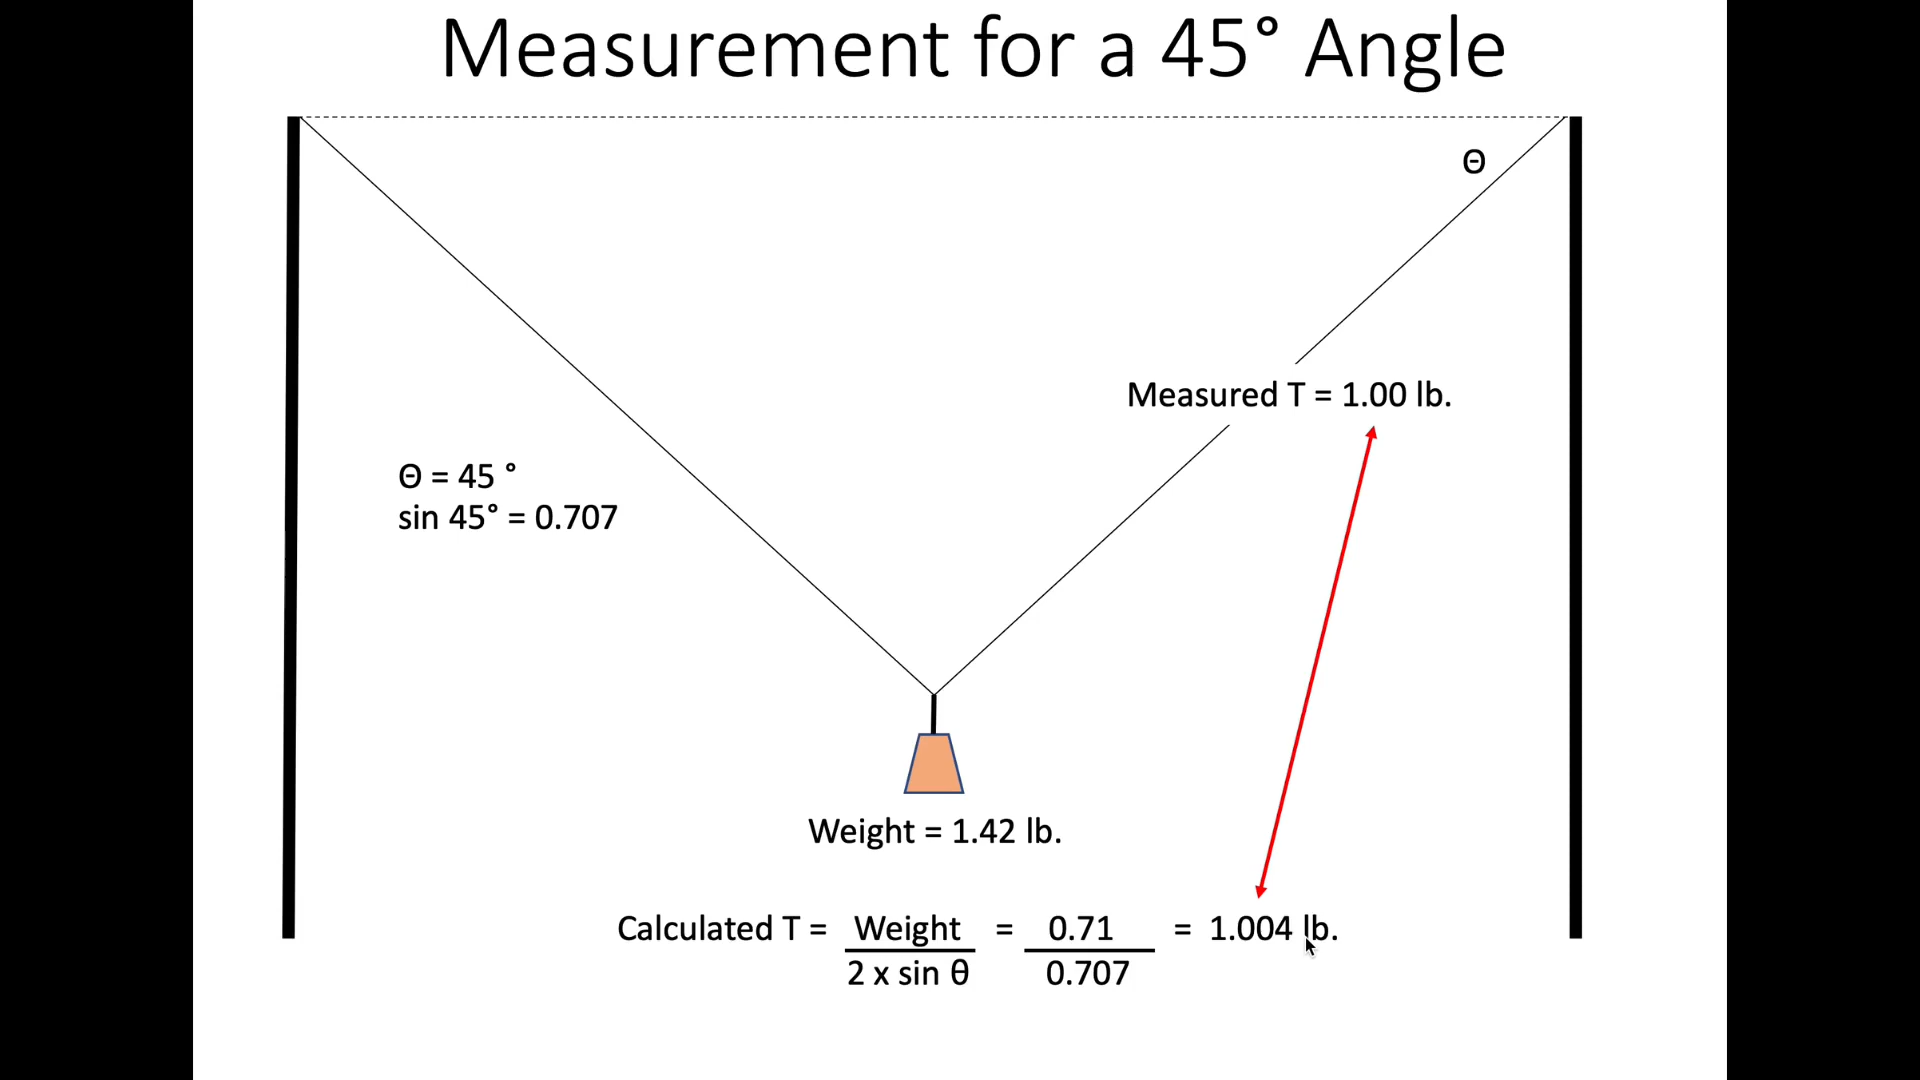 Measurement for a 45° Angle
Θ
Measured T = 1.00 lb.
Θ = 45 °
sin 45° = 0.707
Weight = 1.42 lb.
Calculated T = Weight = 0.71 = 1.004 lb.
2 x sin θ 0.707